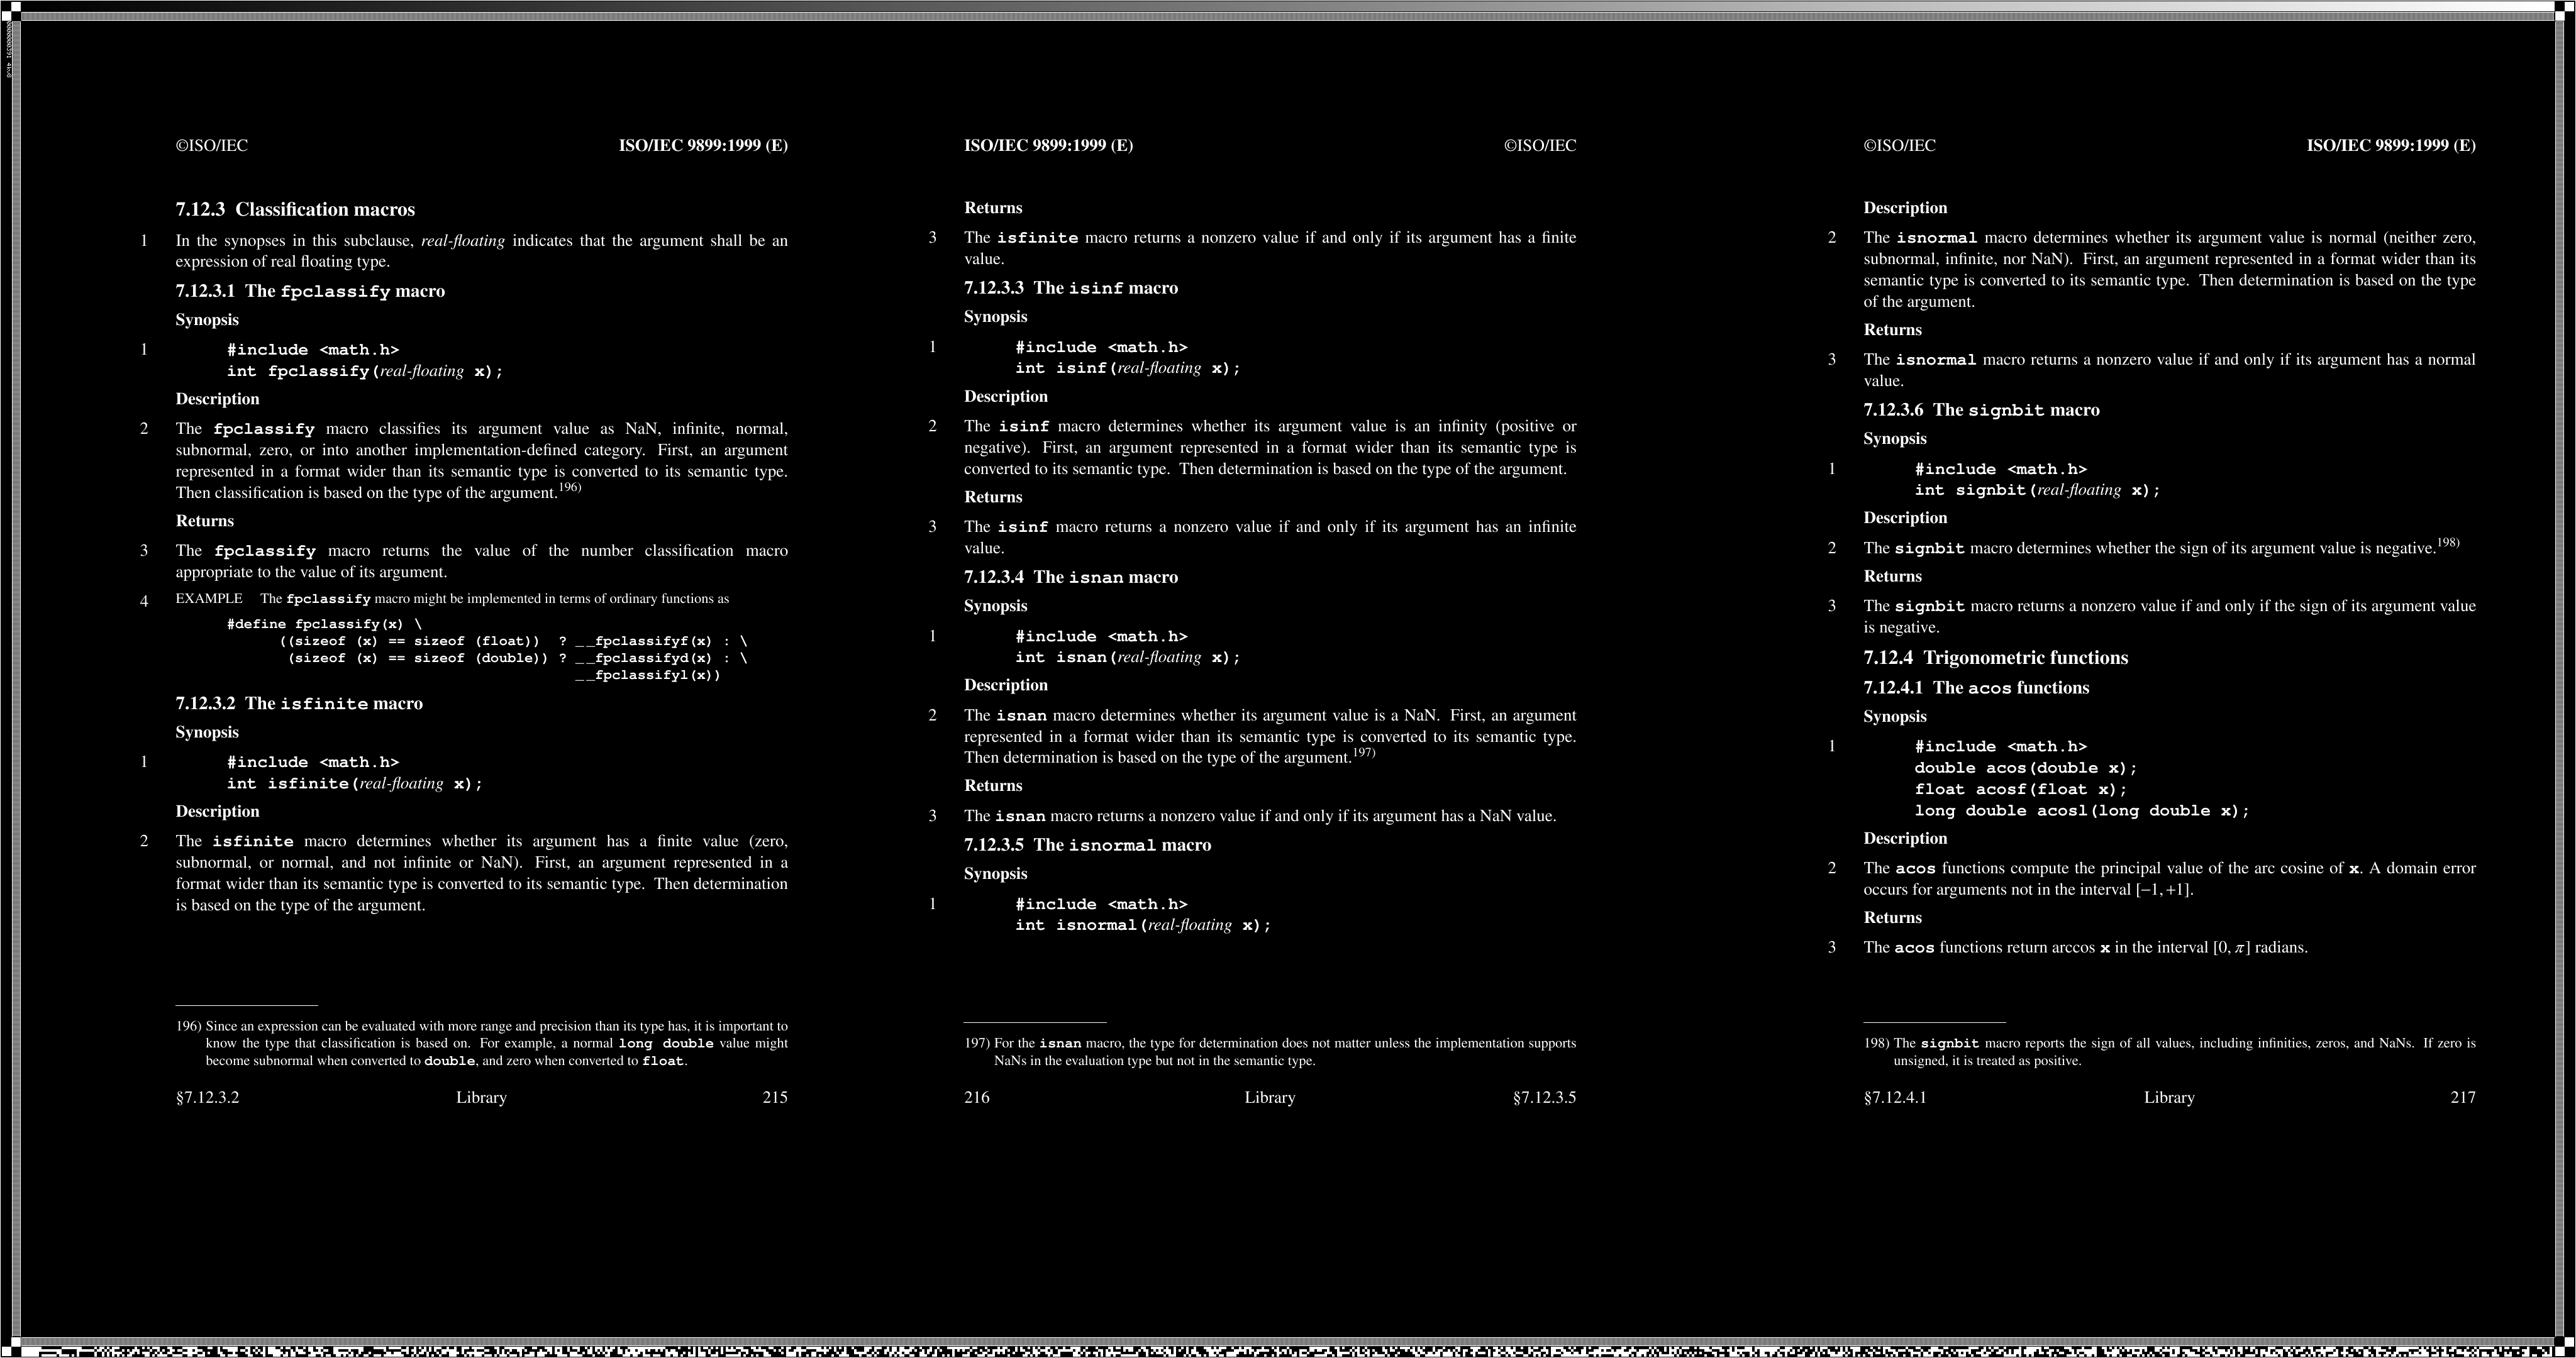 ©ISO/IEC ISO/IEC 9899:1999 (E)
7.12.3 Classification macros
1 In the synopses in this subclause, real-floating indicates that the argument shall be an
expression of real floating type.
7.12.3.1 The fpclassify macro
Synopsis
1 #include <math.h>
int fpclassify(real-floating x);
Description
2 The fpclassify macro classifies its argument value as NaN, infinite, normal,
subnormal, zero, or into another implementation-defined category. First, an argument
represented in a format wider than its semantic type is converted to its semantic type.
Then classification is based on the type of the argument.196)
Returns
3 The fpclassify macro returns the value of the number classification macro
appropriate to the value of its argument.
4 EXAMPLE The fpclassify macro might be implemented in terms of ordinary functions as
#define fpclassify(x) \
((sizeof (x) == sizeof (float)) ? __fpclassifyf(x) : \
(sizeof (x) == sizeof (double)) ? __fpclassifyd(x) : \
__fpclassifyl(x))
7.12.3.2 The isfinite macro
Synopsis
1 #include <math.h>
int isfinite(real-floating x);
Description
2 The isfinite macro determines whether its argument has a finite value (zero,
subnormal, or normal, and not infinite or NaN). First, an argument represented in a
format wider than its semantic type is converted to its semantic type. Then determination
is based on the type of the argument.
196) Since an expression can be evaluated with more range and precision than its type has, it is important to
know the type that classification is based on. For example, a normal long double value might
become subnormal when converted to double, and zero when converted to float.
§7.12.3.2 Library 215
ISO/IEC 9899:1999 (E) ©ISO/IEC
Returns
3 The isfinite macro returns a nonzero value if and only if its argument has a finite
value.
7.12.3.3 The isinf macro
Synopsis
1 #include <math.h>
int isinf(real-floating x);
Description
2 The isinf macro determines whether its argument value is an infinity (positive or
negative). First, an argument represented in a format wider than its semantic type is
converted to its semantic type. Then determination is based on the type of the argument.
Returns
3 The isinf macro returns a nonzero value if and only if its argument has an infinite
value.
7.12.3.4 The isnan macro
Synopsis
1 #include <math.h>
int isnan(real-floating x);
Description
2 The isnan macro determines whether its argument value is a NaN. First, an argument
represented in a format wider than its semantic type is converted to its semantic type.
Then determination is based on the type of the argument.197)
Returns
3 The isnan macro returns a nonzero value if and only if its argument has a NaN value.
7.12.3.5 The isnormal macro
Synopsis
1 #include <math.h>
int isnormal(real-floating x);
197) For the isnan macro, the type for determination does not matter unless the implementation supports
NaNs in the evaluation type but not in the semantic type.
216 Library §7.12.3.5
©ISO/IEC ISO/IEC 9899:1999 (E)
Description
2 The isnormal macro determines whether its argument value is normal (neither zero,
subnormal, infinite, nor NaN). First, an argument represented in a format wider than its
semantic type is converted to its semantic type. Then determination is based on the type
of the argument.
Returns
3 The isnormal macro returns a nonzero value if and only if its argument has a normal
value.
7.12.3.6 The signbit macro
Synopsis
1 #include <math.h>
int signbit(real-floating x);
Description
2 The signbit macro determines whether the sign of its argument value is negative.198)
Returns
3 The signbit macro returns a nonzero value if and only if the sign of its argument value
is negative.
7.12.4 Trigonometric functions
7.12.4.1 The acos functions
Synopsis
1 #include <math.h>
double acos(double x);
float acosf(float x);
long double acosl(long double x);
Description
2 The acos functions compute the principal value of the arc cosine of x. A domain error
occurs for arguments not in the interval [−1, +1].
Returns
3 The acos functions return arccos x in the interval [0, π] radians.
198) The signbit macro reports the sign of all values, including infinities, zeros, and NaNs. If zero is
unsigned, it is treated as positive.
§7.12.4.1 Library 217